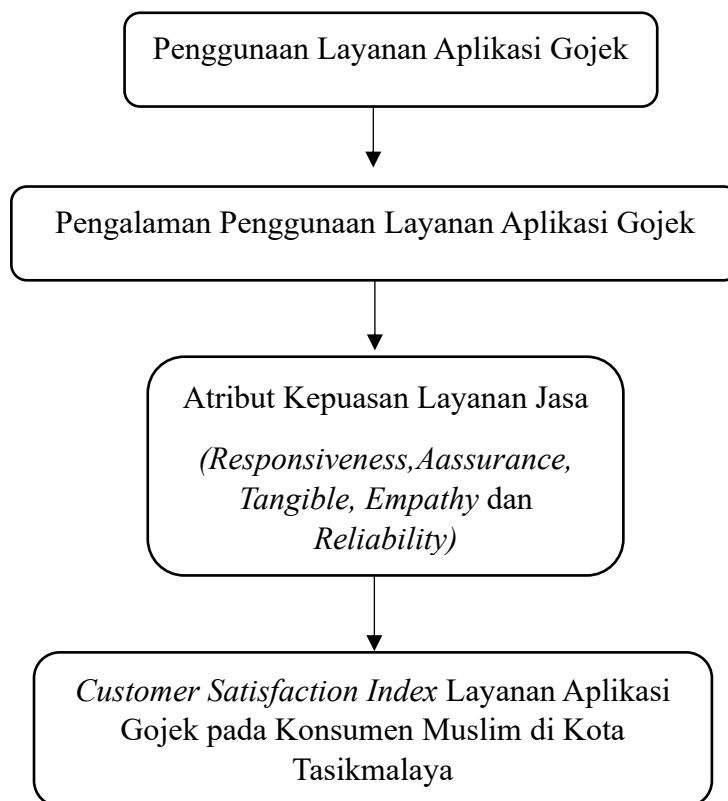 Penggunaan Layanan Aplikasi Gojek
Pengalaman Penggunaan Layanan Aplikasi Gojek
Atribut Kepuasan Layanan Jasa
(Responsiveness,Aassurance,
Tangible, Empathy dan
Reliability)
Customer Satisfaction Index Layanan Aplikasi
Gojek pada Konsumen Muslim di Kota
Tasikmalaya